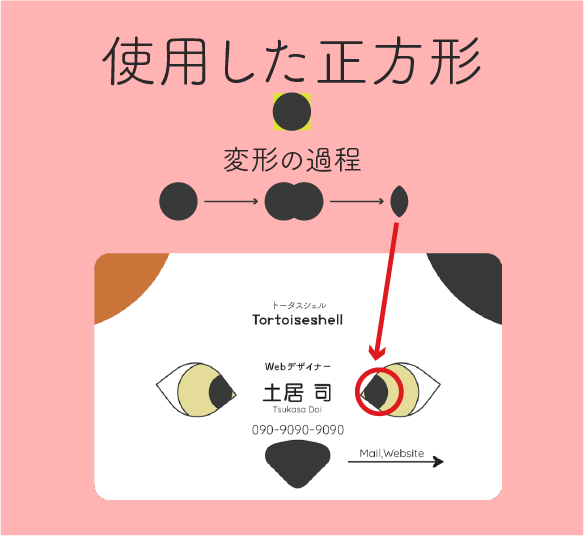 使用した正方形
変形の過程
トータスシェル
Tortoiseshell
Webデザイナー
土居 司
Tsukasa Doi
090-9090-9090
Mail,Website